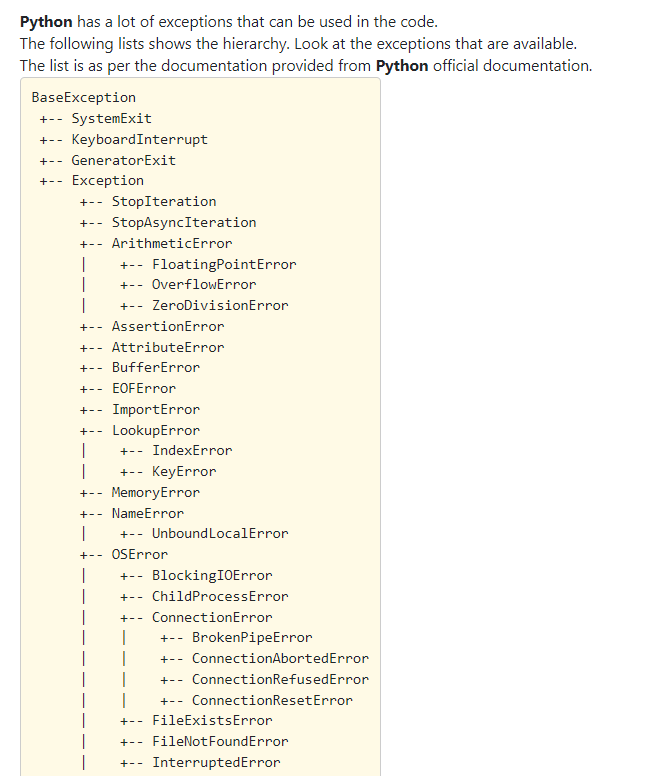 Python has a lot of exceptions that can be used in the code.
The following lists shows the hierarchy. Look at the exceptions that are available.
The list is as per the documentation provided from Python official documentation.
BaseException
 +-- SystemExit
 +-- KeyboardInterrupt
 +-- GeneratorExit
 +-- Exception
      +-- StopIteration
      +-- StopAsyncIteration
      +-- ArithmeticError
      |    +-- FloatingPointError
      |    +-- OverflowError
      |    +-- ZeroDivisionError
      +-- AssertionError
      +-- AttributeError
      +-- BufferError
      +-- EOFError
      +-- ImportError
      +-- LookupError
      |    +-- IndexError
      |    +-- KeyError
      +-- MemoryError
      +-- NameError
      |    +-- UnboundLocalError
      +-- OSError
      |    +-- BlockingIOError
      |    +-- ChildProcessError
      |    +-- ConnectionError
      |    |    +-- BrokenPipeError
      |    |    +-- ConnectionAbortedError
      |    |    +-- ConnectionRefusedError
      |    |    +-- ConnectionResetError
      |    +-- FileExistsError
      |    +-- FileNotFoundError
      |    +-- InterruptedError